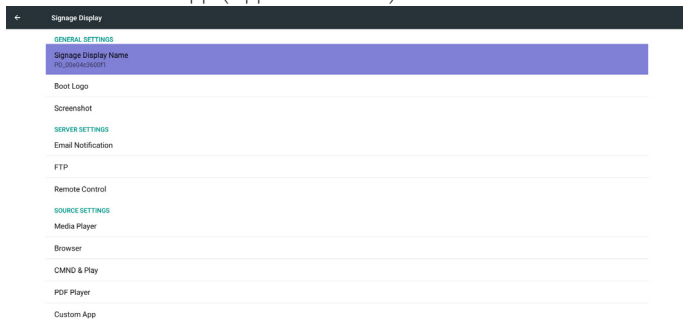 ← Signage Display
GENERAL SETTINGS
Signage Display Name
PD_00e04c3600f1
Boot Logo
Screenshot
SERVER SETTINGS
Email Notification
FTP
Remote Control
SOURCE SETTINGS
Media Player
Browser
CMND & Play
PDF Player
Custom App